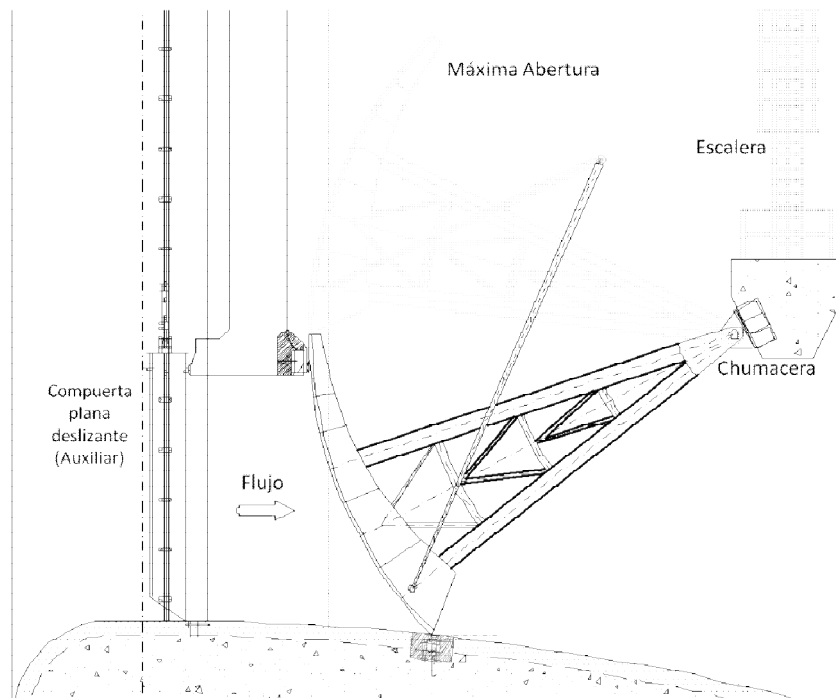 Máxima Abertura
Escalera
Chumacera
Compuerta
plana
deslizante
(Auxiliar)
Flujo